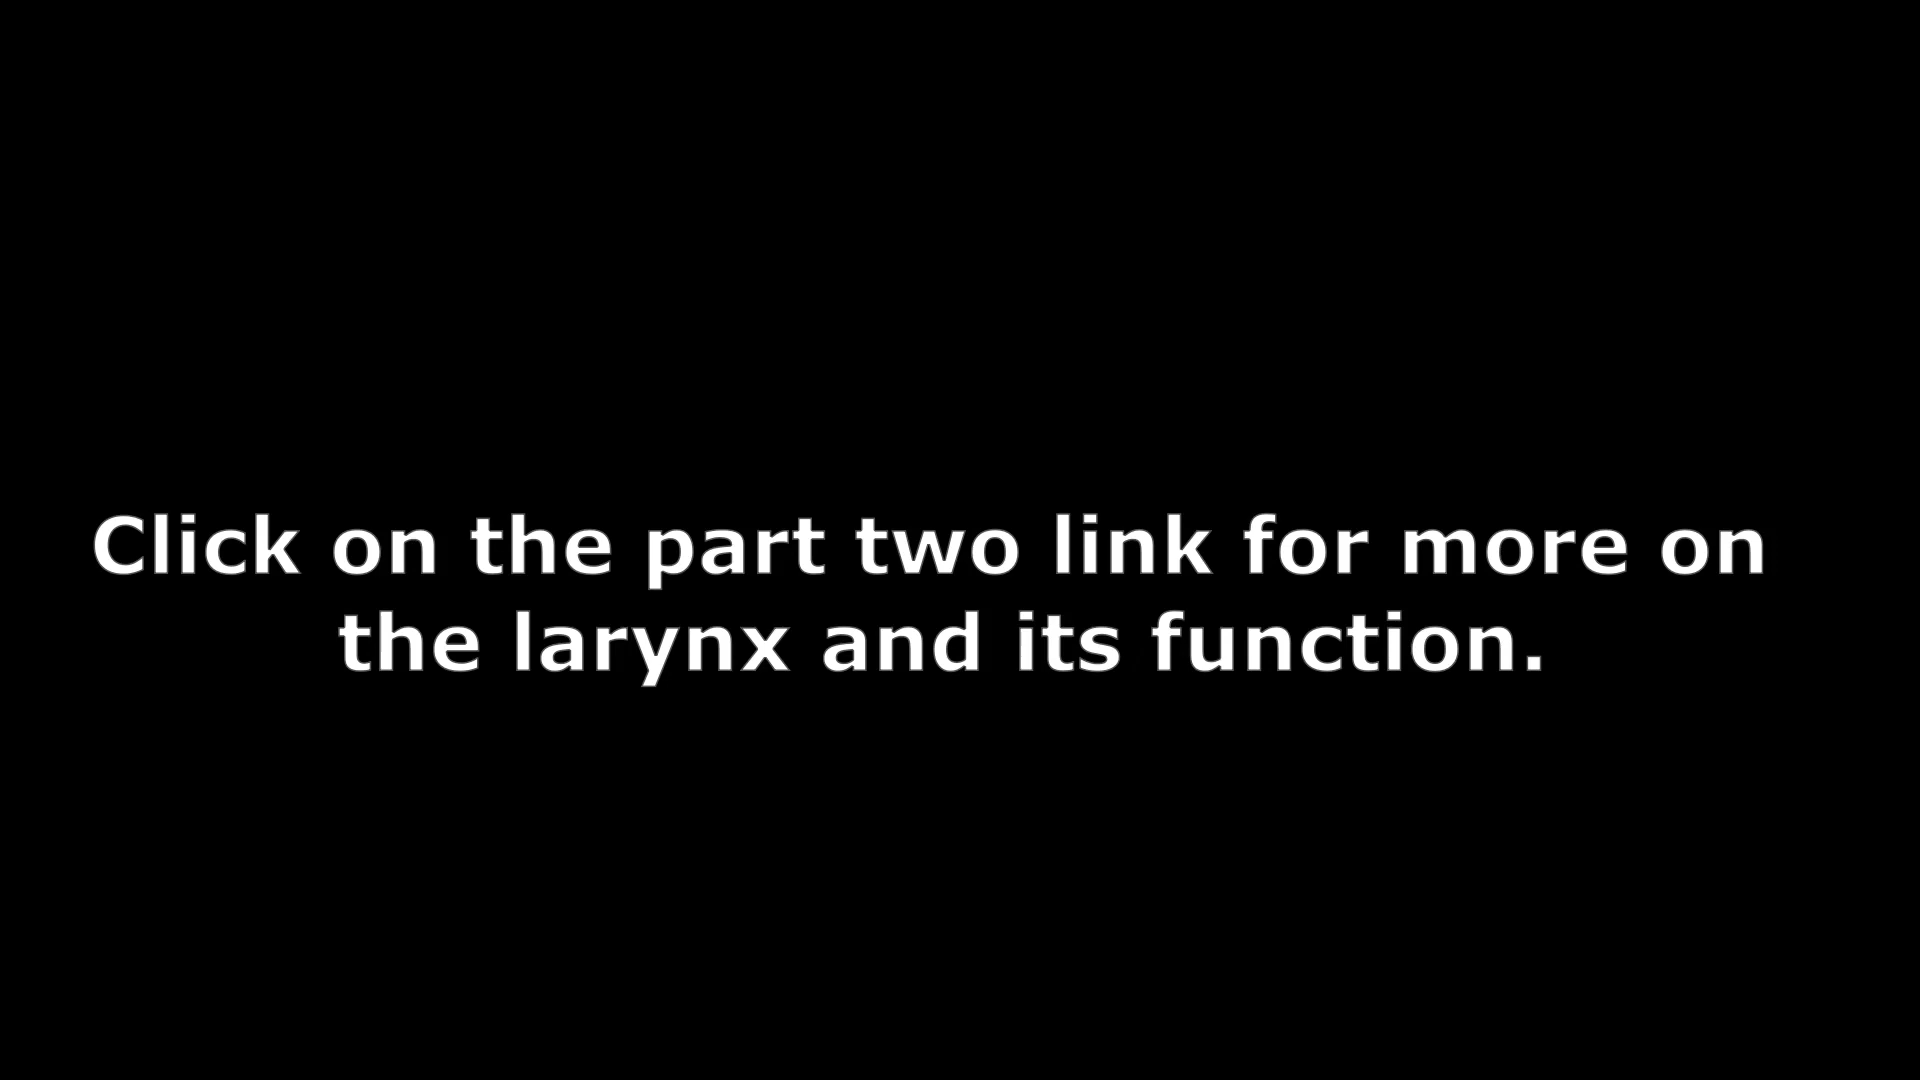 Click on the part two link for more on
the larynx and its function.